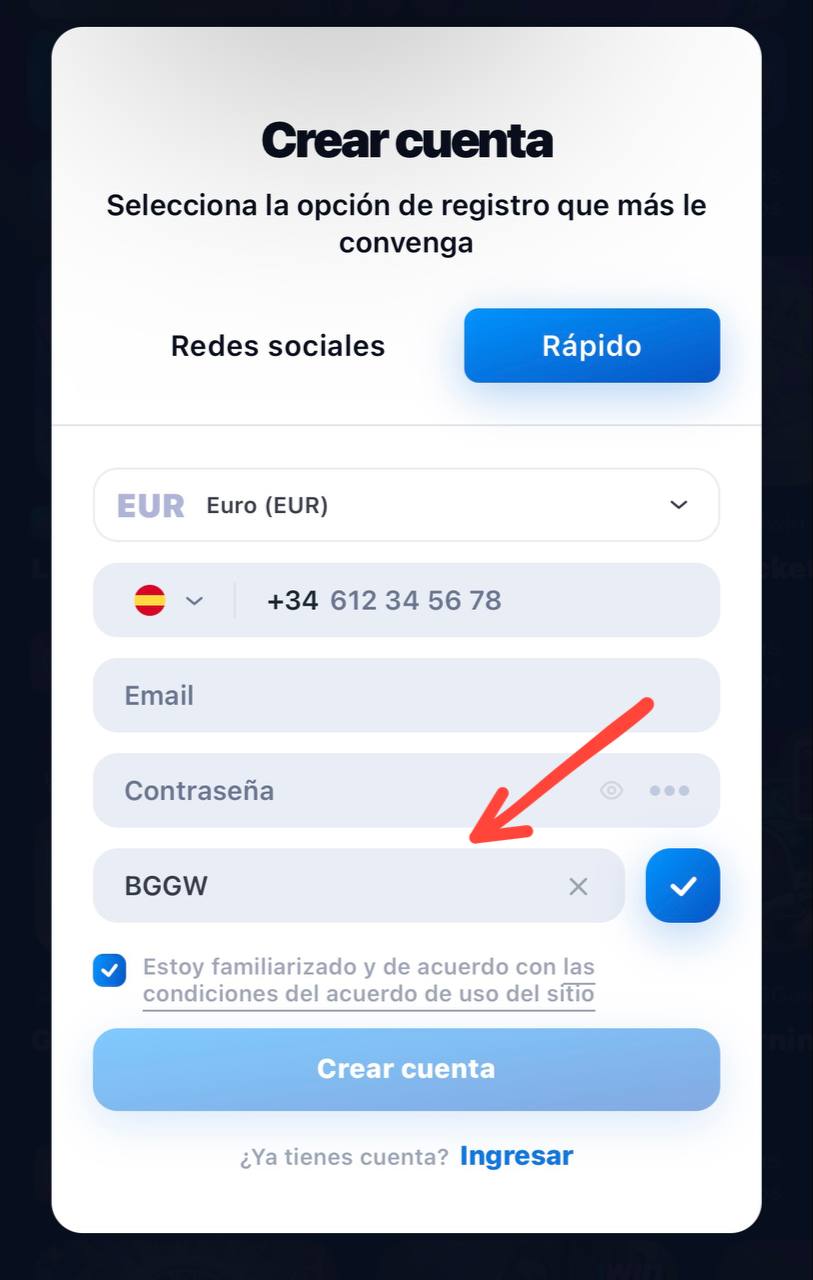 Crear cuenta
Selecciona la opción de registro que más le
convenga
Redes sociales
Rápido
EUR Euro (EUR)
+34 612 34 56 78
Email
Contraseña
BGGW
Estoy familiarizado y de acuerdo con las
condiciones del acuerdo de uso del sitio
Crear cuenta
¿Ya tienes cuenta? Ingresar